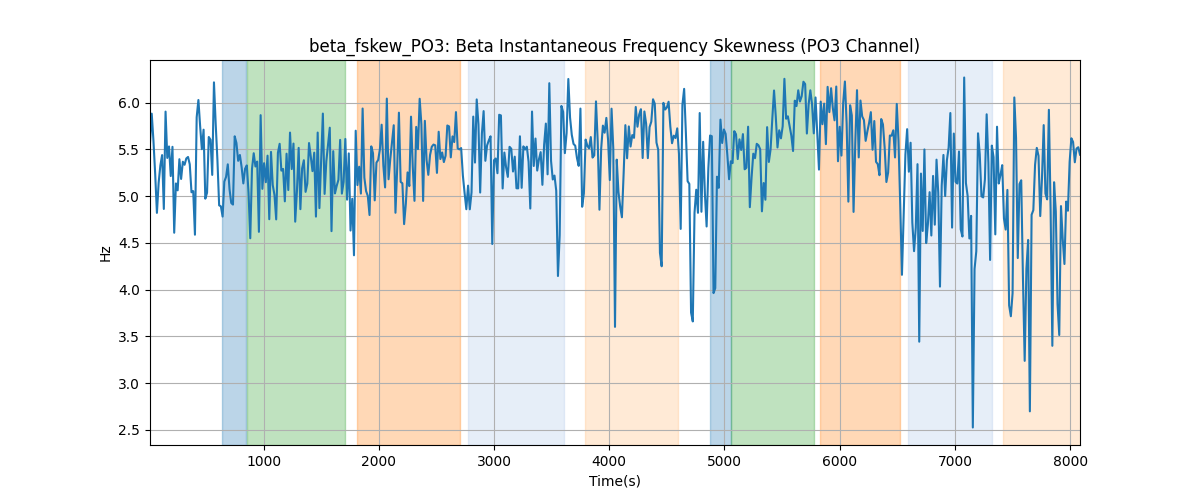 beta_fskew_PO3: Beta Instantaneous Frequency Skewness (PO3 Channel)
6.0
5.5
5.0
4.5
4.0
3.5
3.0
2.5
Hz
1000 2000 3000 4000 5000 6000 7000 8000
Time(s)